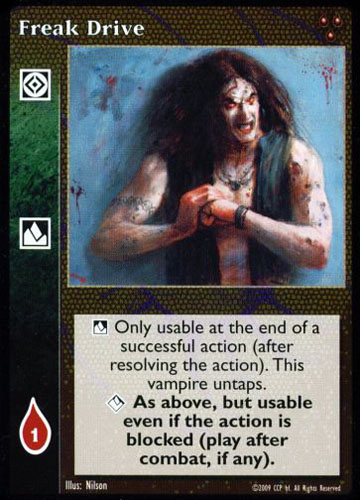 Freak Drive
Only usable at the end of a
successful action (after
resolving the action). This
vampire untaps.
As above, but usable
even if the action is
blocked (play after
combat, if any).
1
Illus: Nilson
©2009 CCP hf. All Rights Reserved